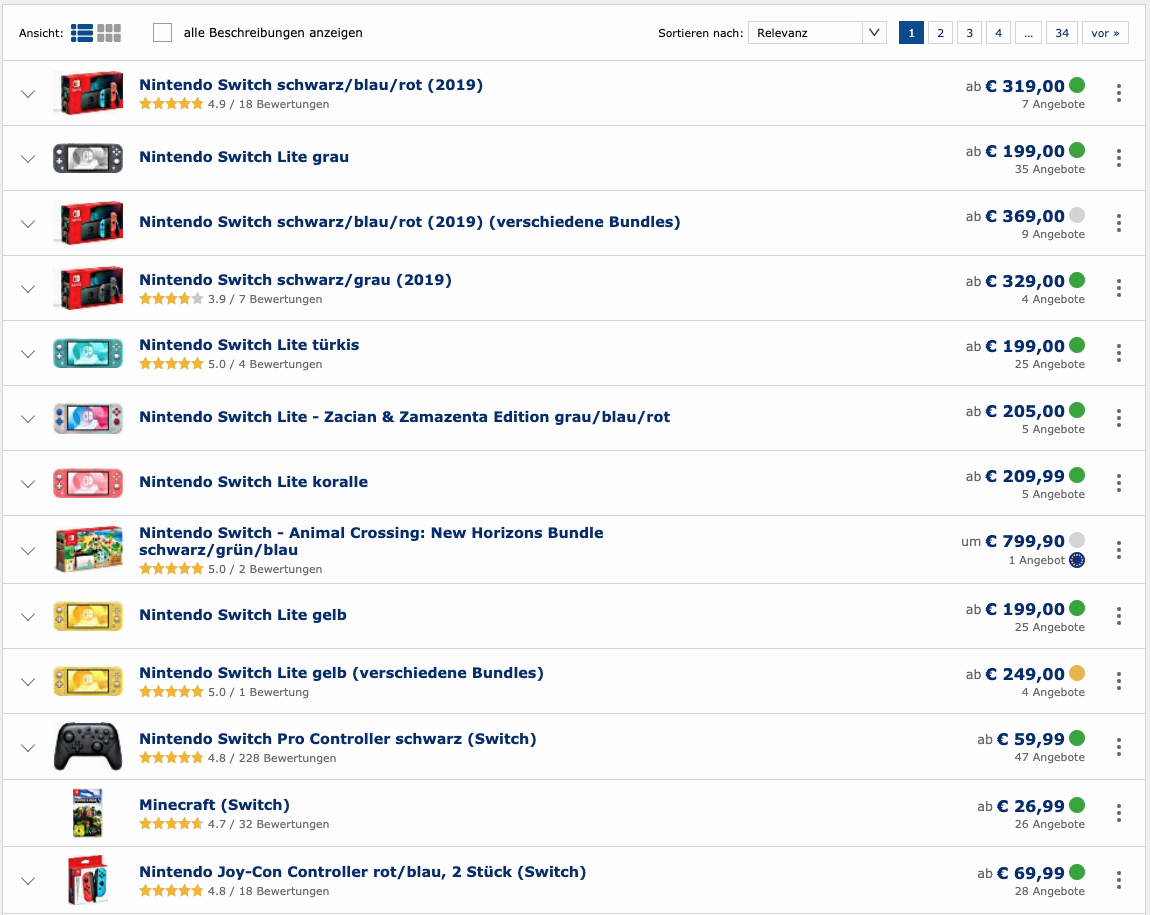 Ansicht: alle Beschreibungen anzeigen Sortieren nach: Relevanz 1 2 3 4 ... 34 vor »
Nintendo Switch schwarz/blau/rot (2019) ab € 319,00
4.9 / 18 Bewertungen 7 Angebote
Nintendo Switch Lite grau ab € 199,00
35 Angebote
Nintendo Switch schwarz/blau/rot (2019) (verschiedene Bundles) ab € 369,00
9 Angebote
Nintendo Switch schwarz/grau (2019) ab € 329,00
3.9 / 7 Bewertungen 4 Angebote
Nintendo Switch Lite türkis ab € 199,00
5.0 / 4 Bewertungen 25 Angebote
Nintendo Switch Lite - Zacian & Zamazenta Edition grau/blau/rot ab € 205,00
5 Angebote
Nintendo Switch Lite koralle ab € 209,99
5 Angebote
Nintendo Switch - Animal Crossing: New Horizons Bundle
schwarz/grün/blau um € 799,90
5.0 / 2 Bewertungen 1 Angebot
Nintendo Switch Lite gelb ab € 199,00
25 Angebote
Nintendo Switch Lite gelb (verschiedene Bundles) ab € 249,00
5.0 / 1 Bewertung 4 Angebote
Nintendo Switch Pro Controller schwarz (Switch) ab € 59,99
4.8 / 228 Bewertungen 47 Angebote
Minecraft (Switch) ab € 26,99
4.7 / 32 Bewertungen 26 Angebote
Nintendo Joy-Con Controller rot/blau, 2 Stück (Switch) ab € 69,99
4.8 / 18 Bewertungen 28 Angebote